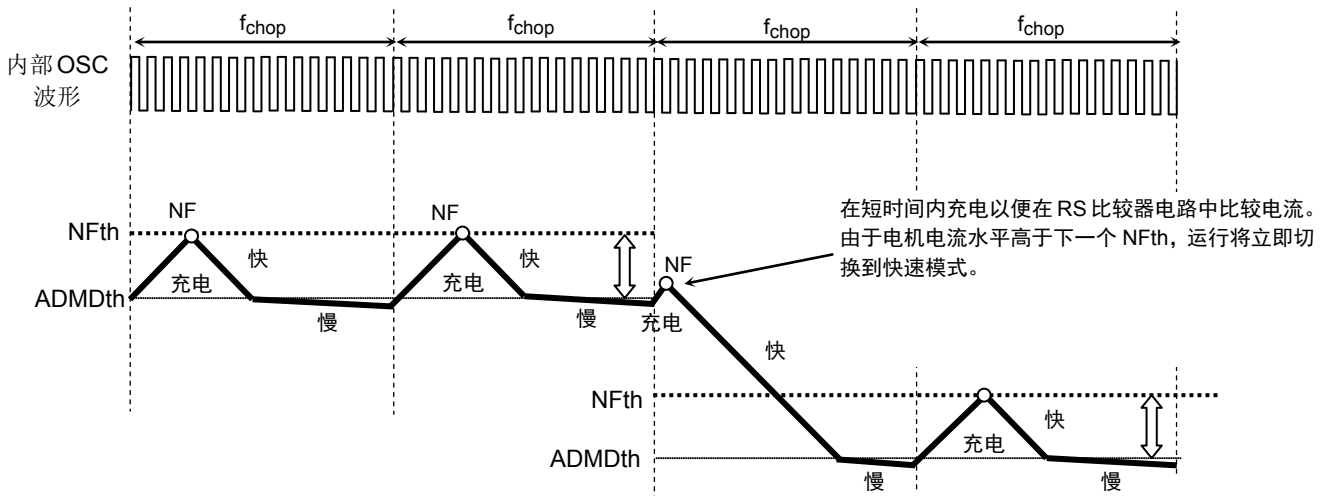 fchop
fchop
fchop
fchop
内部 OSC
波形
在短时间内充电以便在 RS 比较器电路中比较电流。
由于电机电流水平高于下一个 NFth，运行将立即切
换到快速模式。
NFth
NF
快
充电
NF
快
充电
NF
ADMDth
慢
慢
充电
快
NFth
快
充电
ADMDth
慢
慢